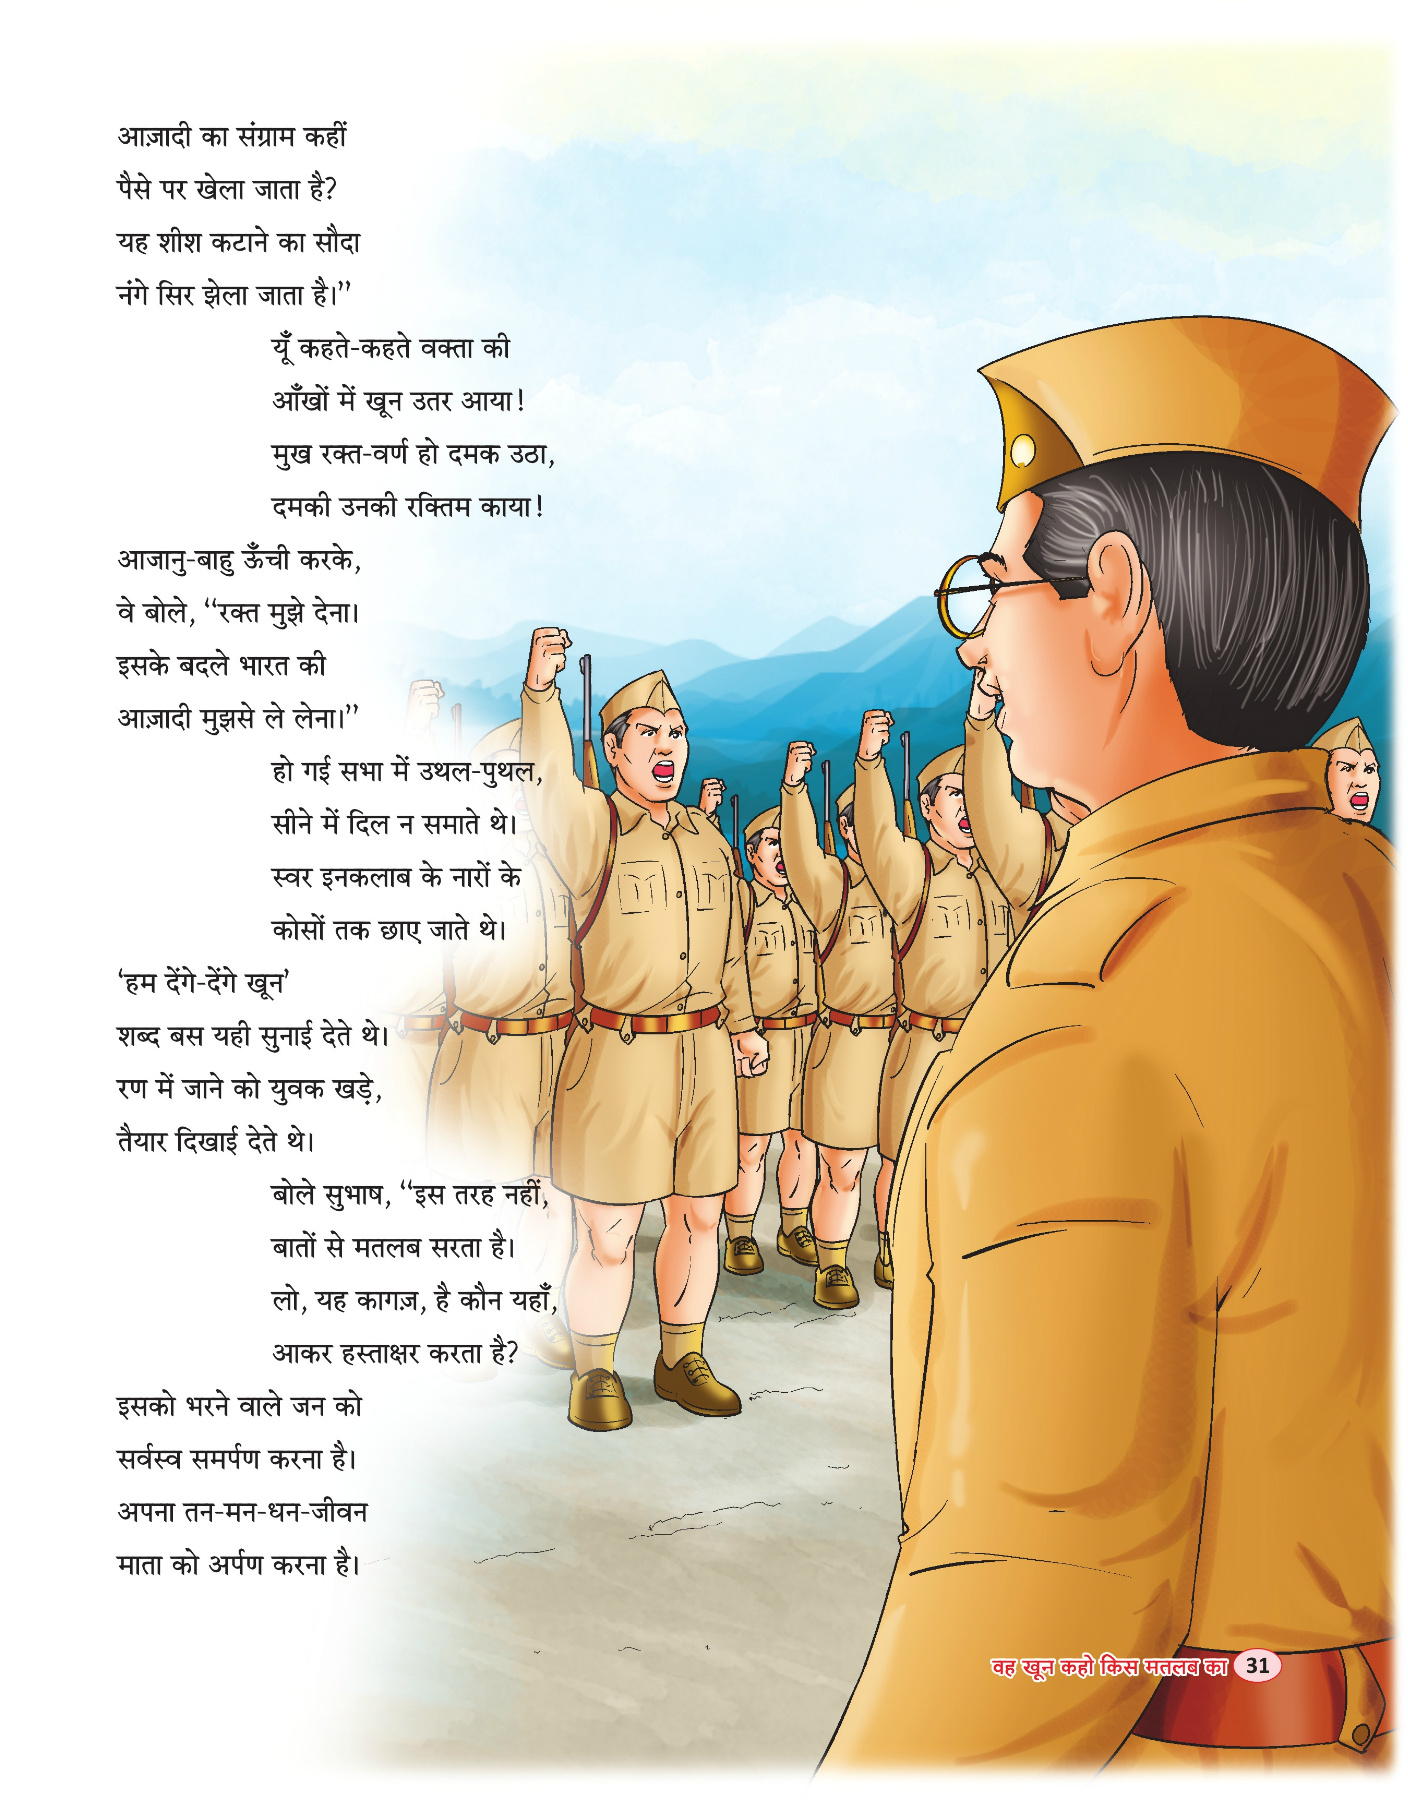 आज़ादी का संग्राम कहीं
पैसे पर खेला जाता है?
यह शीश कटाने का सौदा
नंगे सिर झेला जाता है।”
यूँ कहते-कहते वक्ता की
आँखों में खून उतर आया!
मुख रक्त-वर्ण हो दमक उठा,
दमकी उनकी रक्तिम काया!
आजानु-बाहु ऊँची करके,
वे बोले, “रक्त मुझे देना।
इसके बदले भारत की
आज़ादी मुझसे ले लेना।”
हो गई सभा में उथल-पुथल,
सीने में दिल न समाते थे।
स्वर इनकलाब के नारों के
कोसों तक छाए जाते थे।
‘हम देंगे-देंगे खून’
शब्द बस यही सुनाई देते थे।
रण में जाने को युवक खड़े,
तैयार दिखाई देते थे।
बोले सुभाष, “इस तरह नहीं,
बातों से मतलब सरता है।
लो, यह कागज़, है कौन यहाँ,
आकर हस्ताक्षर करता है?
इसको भरने वाले जन को
सर्वस्व समर्पण करना है।
अपना तन-मन-धन-जीवन
माता को अर्पण करना है।
वह खून कहो किस मतलब का 31